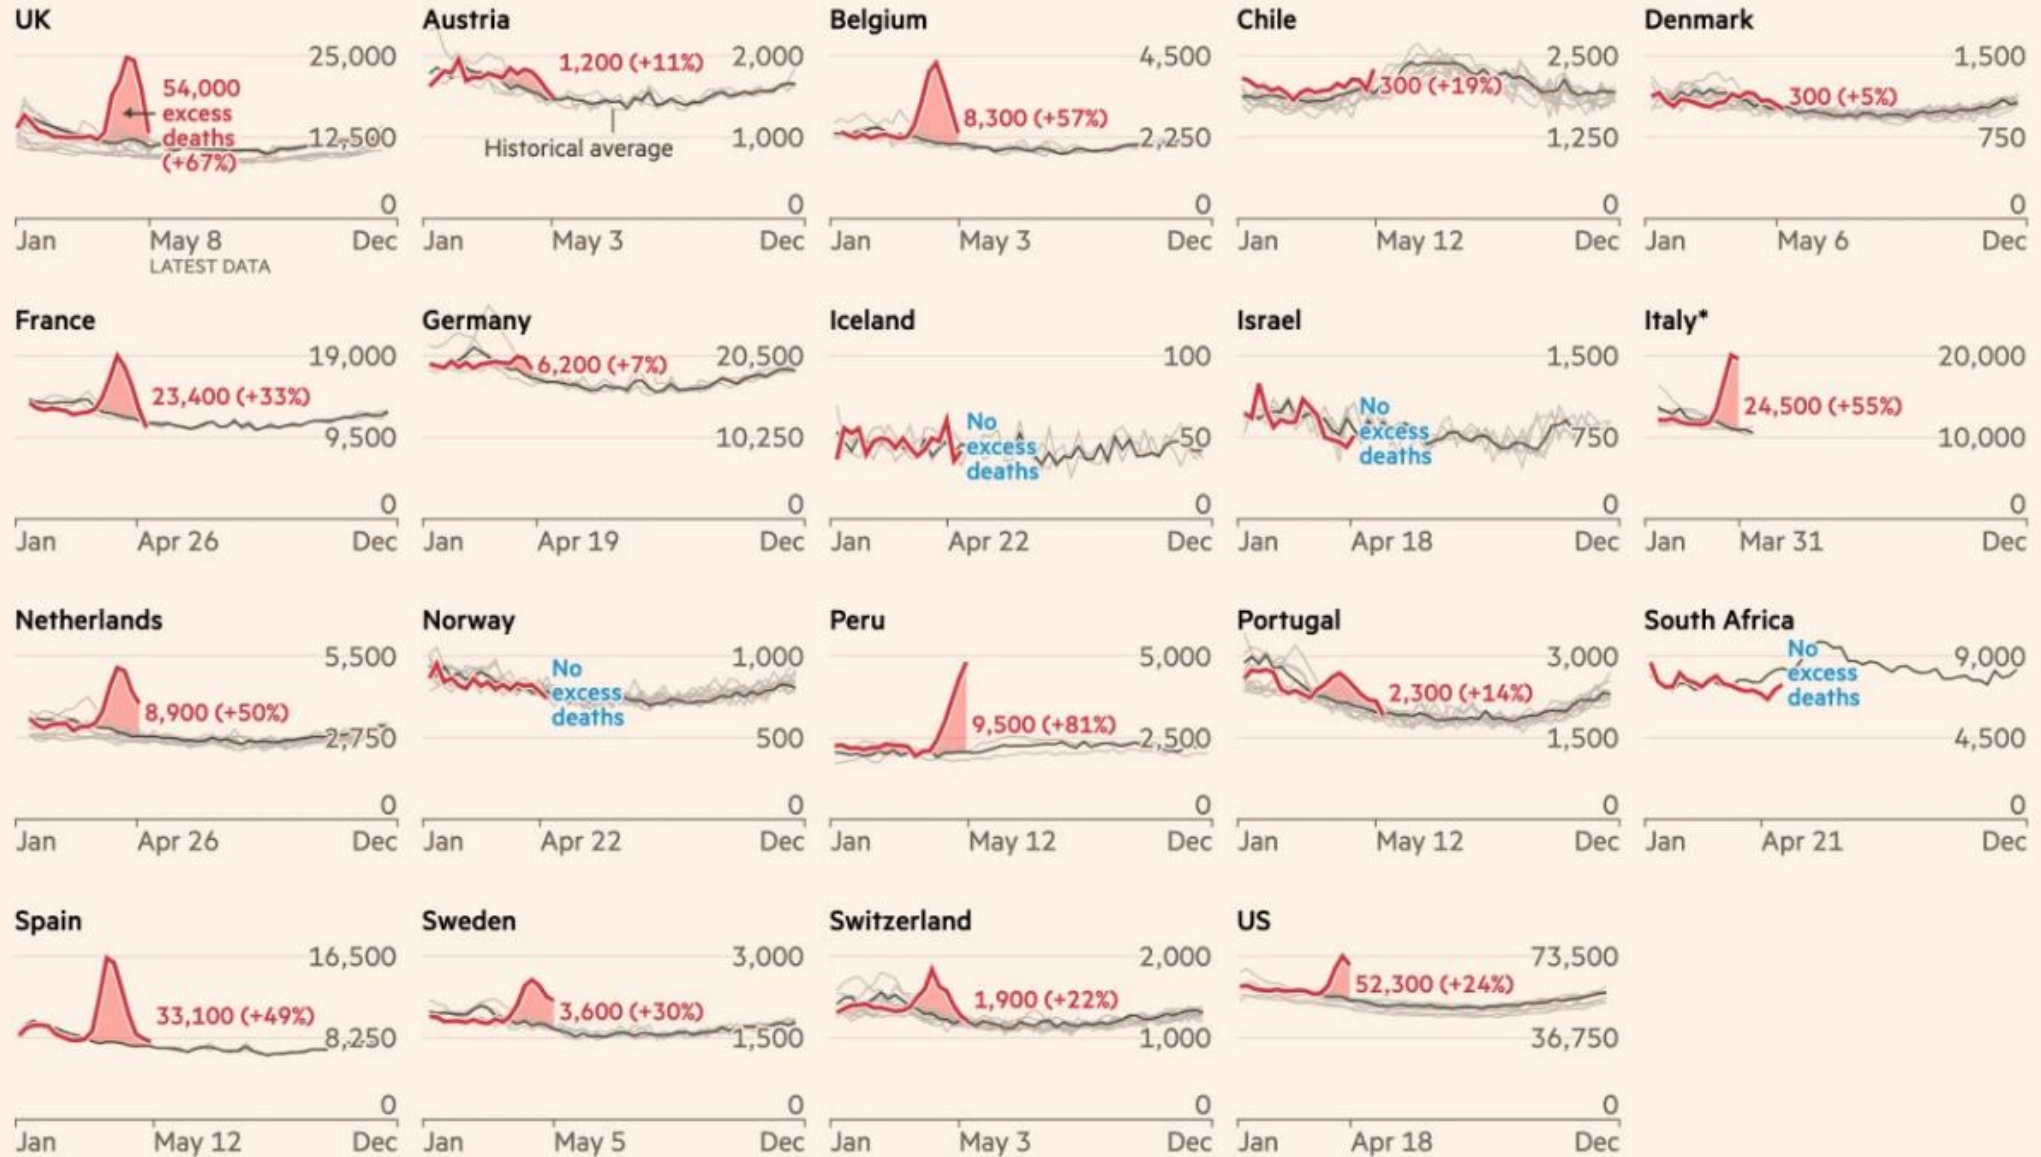 UK
25,000
54,000
excess
deaths
(+67%)
12,500
0
Jan May 8 Dec
LATEST DATA
Austria
2,000
1,200 (+11%)
1,000
Historical average
0
Jan May 3 Dec
Belgium
4,500
8,300 (+57%)
2,250
0
Jan May 3 Dec
Chile
2,500
300 (+19%)
1,250
0
Jan May 12 Dec
Denmark
1,500
300 (+5%)
750
0
Jan May 6 Dec
France
19,000
23,400 (+33%)
9,500
0
Jan Apr 26 Dec
Germany
20,500
6,200 (+7%)
10,250
0
Jan Apr 19 Dec
Iceland
100
No
excess
deaths
50
0
Jan Apr 22 Dec
Israel
1,500
No
excess
deaths
750
0
Jan Apr 18 Dec
Italy*
20,000
24,500 (+55%)
10,000
0
Jan Mar 31 Dec
Netherlands
5,500
8,900 (+50%)
2,750
0
Jan Apr 26 Dec
Norway
1,000
No
excess
deaths
500
0
Jan Apr 22 Dec
Peru
5,000
9,500 (+81%)
2,500
0
Jan May 12 Dec
Portugal
3,000
2,300 (+14%)
1,500
0
Jan May 12 Dec
South Africa
9,000
No
excess
deaths
4,500
0
Jan Apr 21 Dec
Spain
16,500
33,100 (+49%)
8,250
0
Jan May 12 Dec
Sweden
3,000
3,600 (+30%)
1,500
0
Jan May 5 Dec
Switzerland
2,000
1,900 (+22%)
1,000
0
Jan May 3 Dec
US
73,500
52,300 (+24%)
36,750
0
Jan Apr 18 Dec